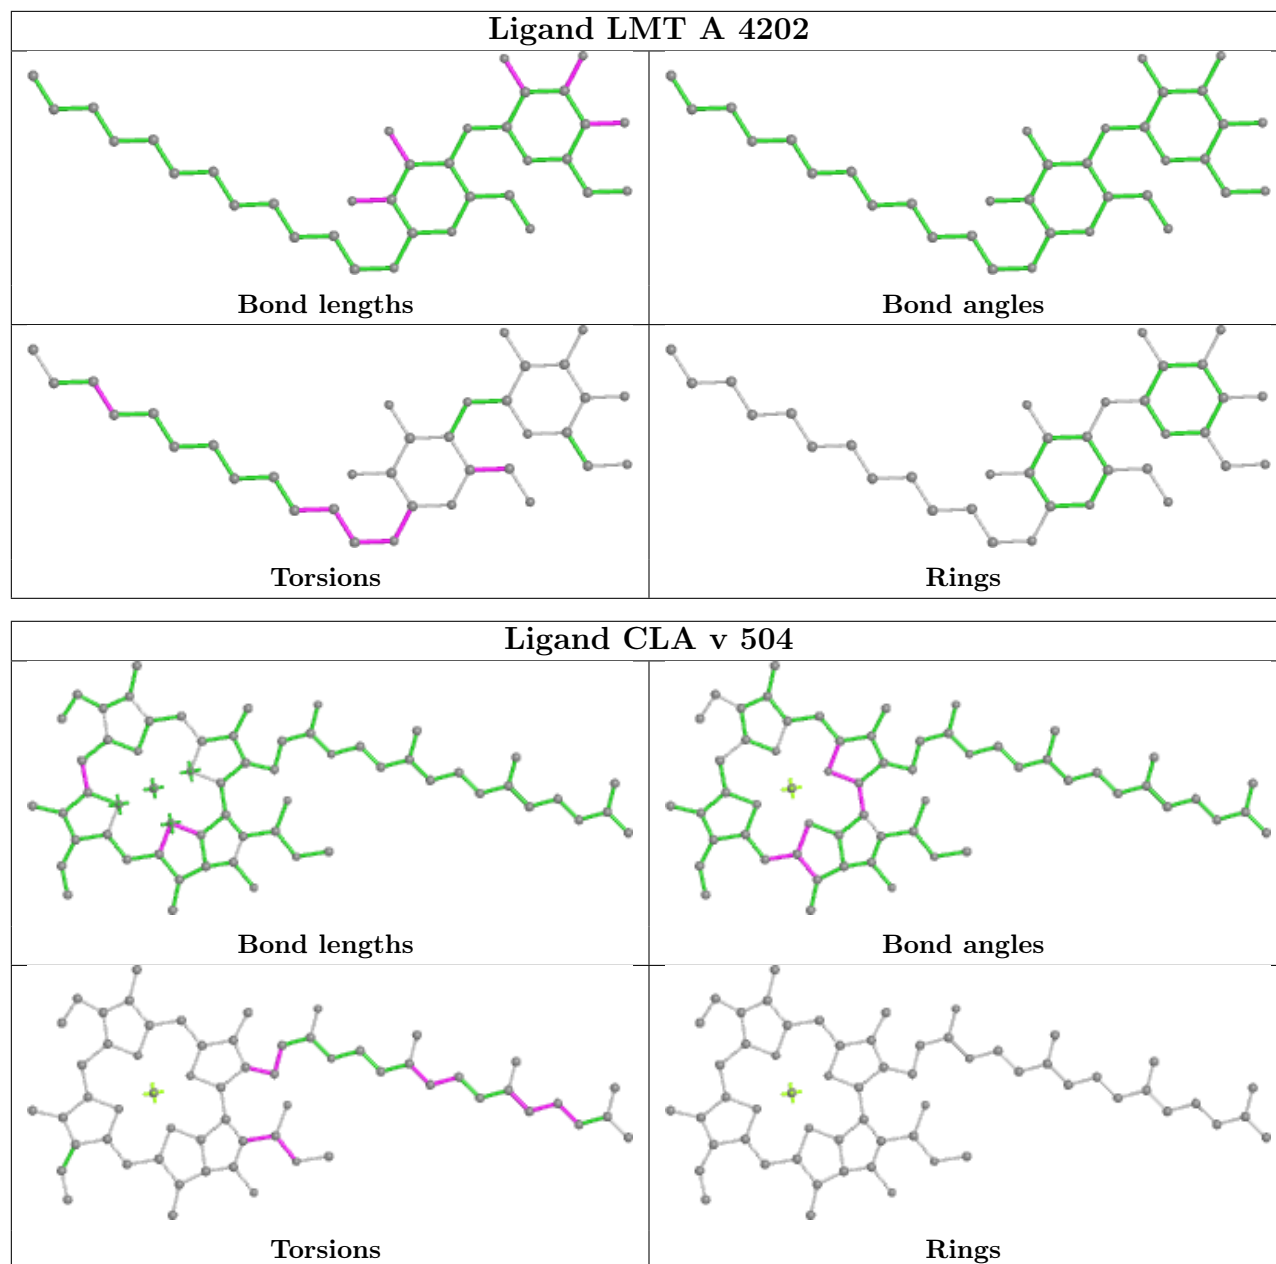 Ligand LMT A 4202
Bond lengths
Bond angles
Torsions
Rings
Ligand CLA v 504
Bond lengths
Bond angles
Torsions
Rings